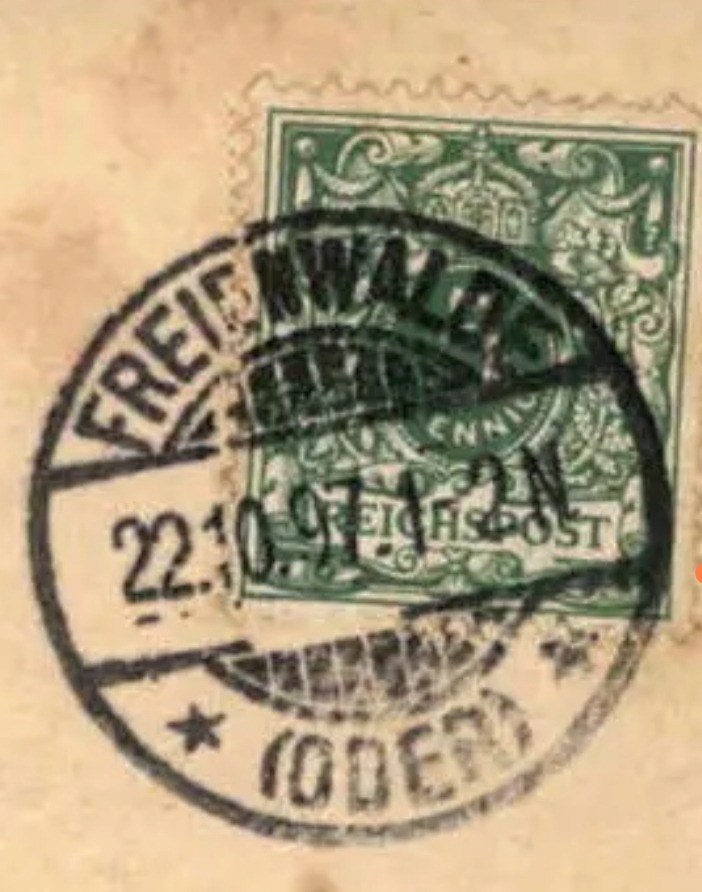 FREIENWALDE
22.10.97.1-2N
(ODER)
REICHSPOST